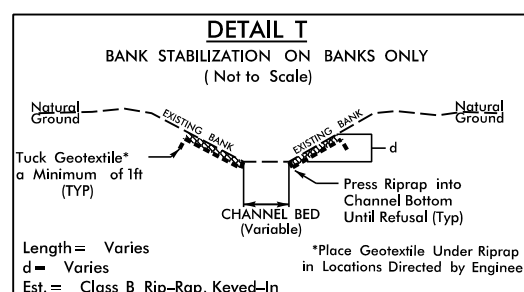 DETAIL T
BANK STABILIZATION ON BANKS ONLY
( Not to Scale)
Natural
Ground
EXISTING BANK
EXISTING BANK
Natural
Ground
d
Tuck Geotextile*
a Minimum of 1ft
(TYP)
Press Riprap into
Channel Bottom
Until Refusal (Typ)
CHANNEL BED
(Variable)
Length = Varies
d = Varies
Est. = Class B Rip-Rap, Keyed-In
*Place Geotextile Under Riprap
in Locations Directed by Enginee